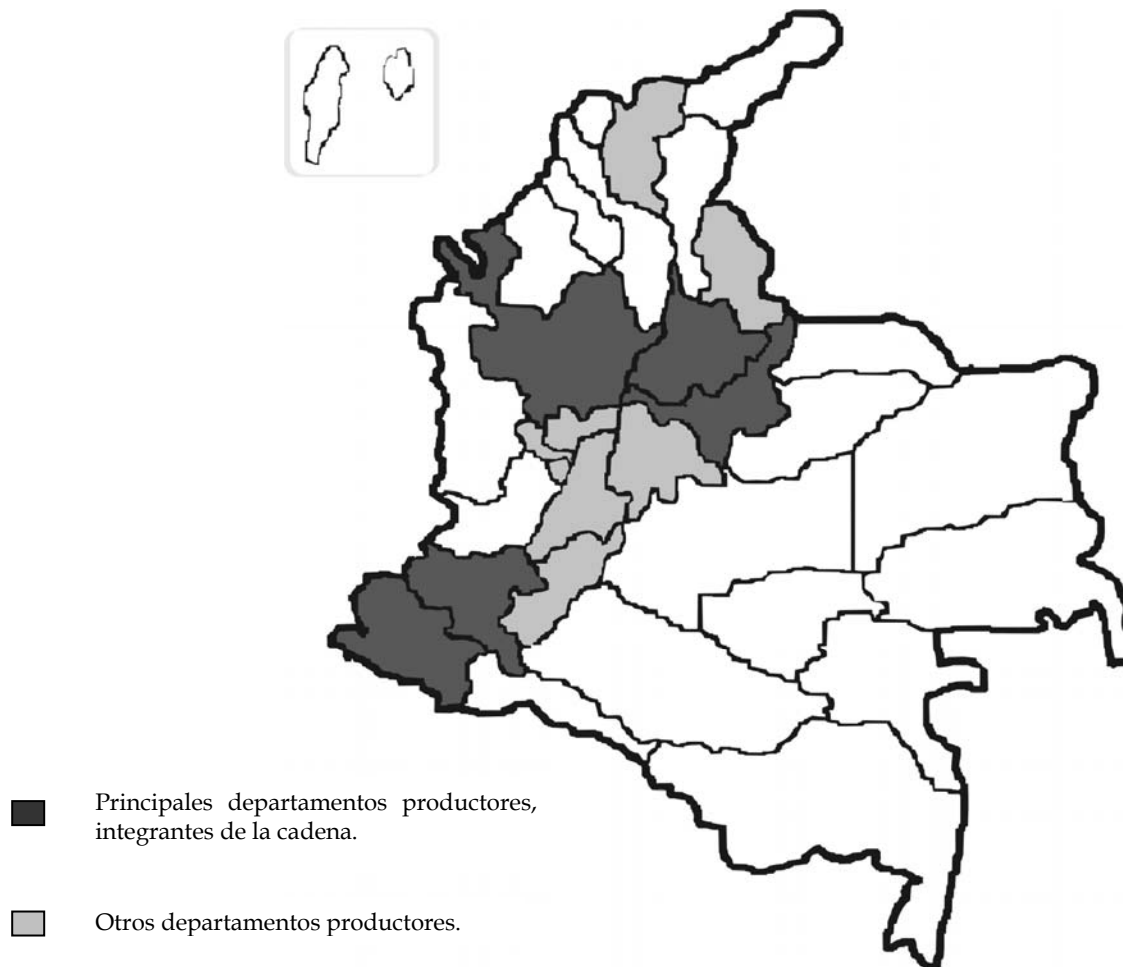 Principales departamentos productores,
integrantes de la cadena.
Otros departamentos productores.